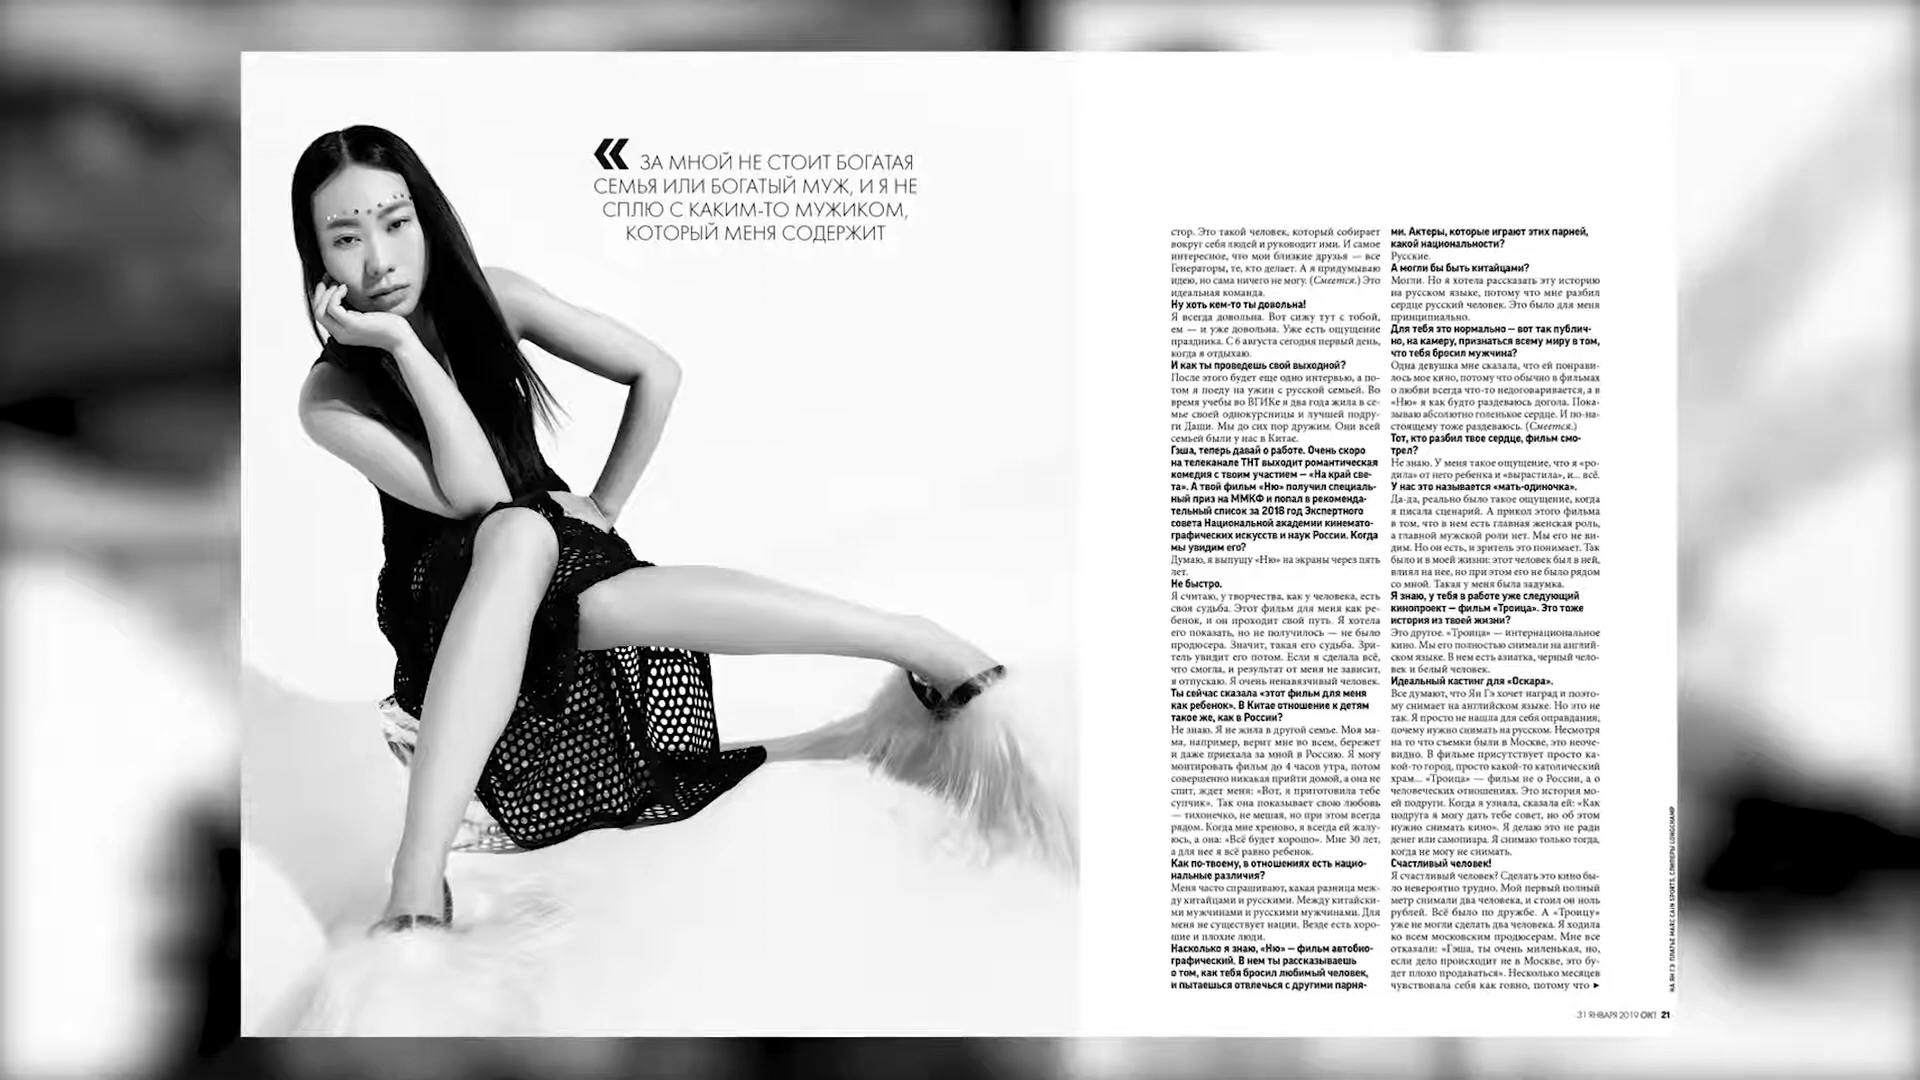 « ЗА МНОЙ НЕ СТОИТ БОГАТАЯ
СЕМЬЯ ИЛИ БОГАТЫЙ МУЖ, И Я НЕ
СПЛЮ С КАКИМ-ТО МУЖИКОМ,
КОТОРЫЙ МЕНЯ СОДЕРЖИТ
стор. Это такой человек, который собирает
вокруг себя людей и руководит ими. И самое
интересное, что мои близкие друзья — все
Генераторы, те, кто делает. А я придумываю
идею, но сама ничего не могу. (Смеется.) Это
идеальная команда.
Ну хоть кем-то ты довольна!
Я всегда довольна. Вот сижу тут с тобой,
ем — и уже довольна. Уже есть ощущение
праздника. С 6 августа сегодня первый день,
когда я отдыхаю.
И как ты проведешь свой выходной?
После этого будет еще одно интервью, а по-
том я поеду на ужин с русской семьей. Во
время учебы во ВГИКе я два года жила в се-
мье своей однокурсницы и лучшей подру-
ги Даши. Мы до сих пор дружим. Они всей
семьей были у нас в Китае.
Гэша, теперь давай о работе. Очень скоро
на телеканале ТНТ выходит романтическая
комедия с твоим участием — «На край све-
та». А твой фильм «Ню» получил специаль-
ный приз на ММКФ и попал в рекоменда-
тельный список за 2018 год Экспертного
совета Национальной академии кинемато-
графических искусств и наук России. Когда
мы увидим его?
Думаю, я выпущу «Ню» на экраны через пять
лет.
Не быстро.
Я считаю, у творчества, как у человека, есть
своя судьба. Этот фильм для меня как ре-
бенок, и он проходит свой путь. Я хотела
его показать, но не получилось — не было
продюсера. Значит, такая его судьба. Зри-
тель увидит его потом. Если я сделала всё,
что смогла, и результат от меня не зависит,
я отпускаю. Я очень ненавязчивый человек.
Ты сейчас сказала «этот фильм для меня
как ребенок». В Китае отношение к детям
такое же, как в России?
Не знаю. Я не жила в другой семье. Моя ма-
ма, например, верит мне во всем, бережет
и даже приехала за мной в Россию. Я могу
монтировать фильм до 4 часов утра, потом
совершенно никакая прийти домой, а она не
спит, ждет меня: «Вот, я приготовила тебе
супчик». Так она показывает свою любовь
— тихонечко, не мешая, но при этом всегда
рядом. Когда мне хреново, я всегда ей жалу-
юсь, а она: «Всё будет хорошо». Мне 30 лет,
а для нее я всё равно ребенок.
Как по-твоему, в отношениях есть нацио-
нальные различия?
Меня часто спрашивают, какая разница меж-
ду китайцами и русскими. Между китайски-
ми мужчинами и русскими мужчинами. Для
меня не существует нации. Везде есть хоро-
шие и плохие люди.
Насколько я знаю, «Ню» — фильм автобио-
графический. В нем ты рассказываешь
о том, как тебя бросил любимый человек,
и пытаешься отвлечься с другими парня-
ми. Актеры, которые играют этих парней,
какой национальности?
Русские.
А могли бы быть китайцами?
Могли. Но я хотела рассказать эту историю
на русском языке, потому что мне разбил
сердце русский человек. Это было для меня
принципиально.
Для тебя это нормально — вот так публич-
но, на камеру, признаться всему миру в том,
что тебя бросил мужчина?
Одна девушка мне сказала, что ей понрави-
лось мое кино, потому что обычно в фильмах
о любви всегда что-то недоговаривается, а в
«Ню» я как будто раздеваюсь догола. Пока-
зываю абсолютно голенькое сердце. И по-на-
стоящему тоже раздеваюсь. (Смеется.)
Тот, кто разбил твое сердце, фильм смо-
трел?
Не знаю. У меня такое ощущение, что я «ро-
дила» от него ребенка и «вырастила», и... всё.
У нас это называется «мать-одиночка».
Да-да, реально было такое ощущение, когда
я писала сценарий. А прикол этого фильма
в том, что в нем есть главная женская роль,
а главной мужской роли нет. Мы его не ви-
дим. Но он есть, и зритель это понимает. Так
было и в моей жизни: этот человек был в ней,
влиял на нее, но при этом его не было рядом
со мной. Такая у меня была задумка.
Я знаю, у тебя в работе уже следующий
кинопроект — фильм «Троица». Это тоже
история из твоей жизни?
Это другое. «Троица» — интернациональное
кино. Мы его полностью снимали на англий-
ском языке. В нем есть азиатка, черный чело-
век и белый человек.
Идеальный кастинг для «Оскара».
Все думают, что Ян Гэ хочет наград и поэто-
му снимает на английском языке. Но это не
так. Я просто не нашла для себя оправдания,
почему нужно снимать на русском. Несмотря
на то что съемки были в Москве, это неоче-
видно. В фильме присутствует просто ка-
кой-то город, просто какой-то католический
храм... «Троица» — фильм не о России, а о
человеческих отношениях. Это история мо-
ей подруги. Когда я узнала, сказала ей: «Как
подруга я могу дать тебе совет, но об этом
нужно снимать кино». Я делаю это не ради
денег или самопиара. Я снимаю только тогда,
когда не могу не снимать.
Счастливый человек!
Я счастливый человек? Сделать это кино бы-
ло невероятно трудно. Мой первый полный
метр снимали два человека, и стоил он ноль
рублей. Всё было по дружбе. А «Троицу»
уже не могли сделать два человека. Я ходила
ко всем московским продюсерам. Мне все
отказали: «Гэша, ты очень миленькая, но,
если дело происходит не в Москве, это бу-
дет плохо продаваться». Несколько месяцев
чувствовала себя как говно, потому что ►
НА ЯН ГЭ: ПЛАТЬЕ MARC CAIN SPORTS, СЛИПЕРЫ LONGCHAMP
31 ЯНВАРЯ 2019 OK! 21